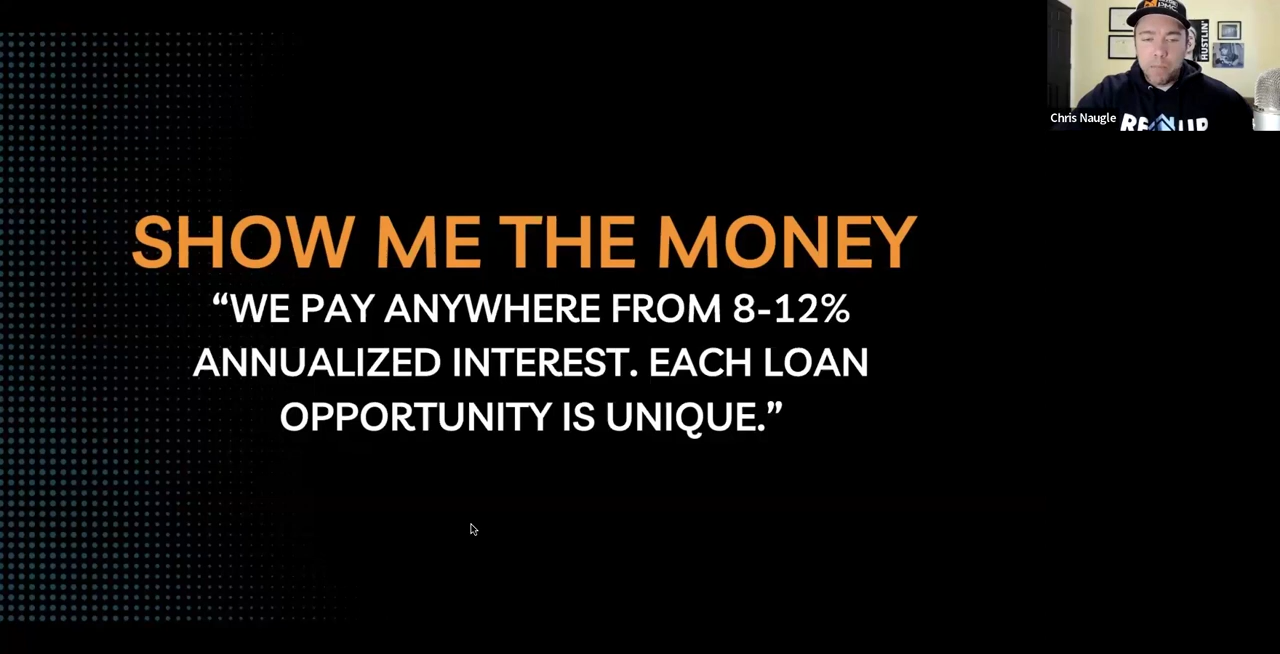 SHOW ME THE MONEY
“WE PAY ANYWHERE FROM 8-12%
ANNUALIZED INTEREST. EACH LOAN
OPPORTUNITY IS UNIQUE.”
Chris Naugle
HUSTLIN'